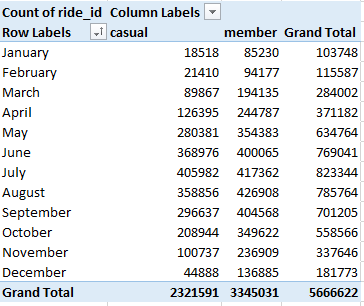 Count of ride_id Column Labels
Row Labels casual member Grand Total
January 18518 85230 103748
February 21410 94177 115587
March 89867 194135 284002
April 126395 244787 371182
May 280381 354383 634764
June 368976 400065 769041
July 405982 417362 823344
August 358856 426908 785764
September 296637 404568 701205
October 208944 349622 558566
November 100737 236909 337646
December 44888 136885 181773
Grand Total 2321591 3345031 5666622